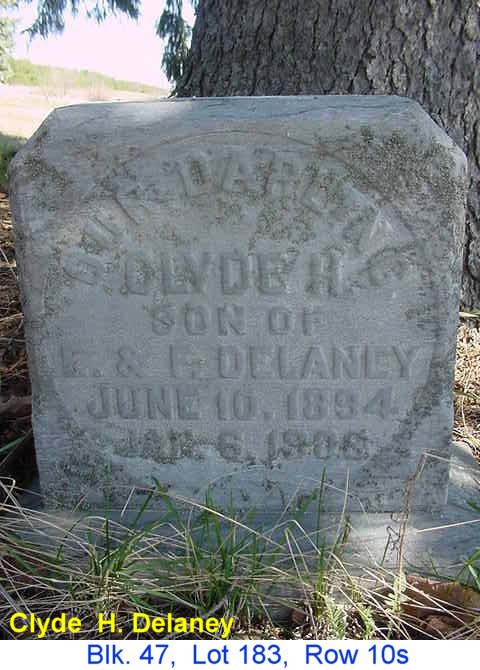 OUR DARLING
CLYDE H.
SON OF
E. & F. DELANEY
JUNE 10, 1894
JAN. 6, 1906.
Clyde H. Delaney
Blk. 47, Lot 183, Row 10s